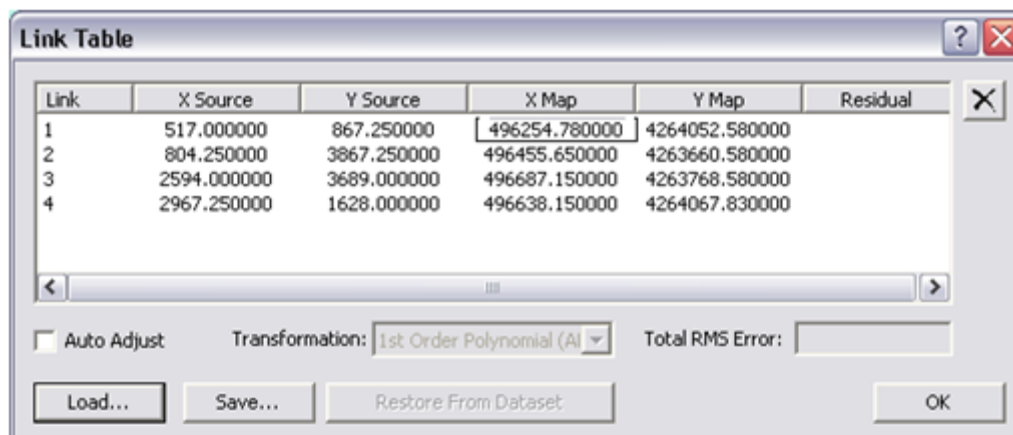 Link Table
Link X Source Y Source X Map Y Map Residual
1 517.000000 867.250000 496254.780000 4264052.580000
2 804.250000 3867.250000 496455.650000 4263660.580000
3 2594.000000 3689.000000 496687.150000 4263768.580000
4 2967.250000 1628.000000 496638.150000 4264067.830000
Auto Adjust Transformation: 1st Order Polynomial (Al Total RMS Error:
Load... Save... Restore From Dataset OK